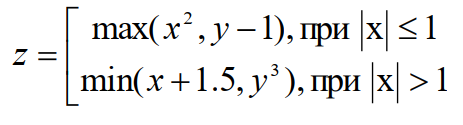 z = [ max(x², y − 1), при |x| ≤ 1
min(x + 1.5, y³), при |x| > 1